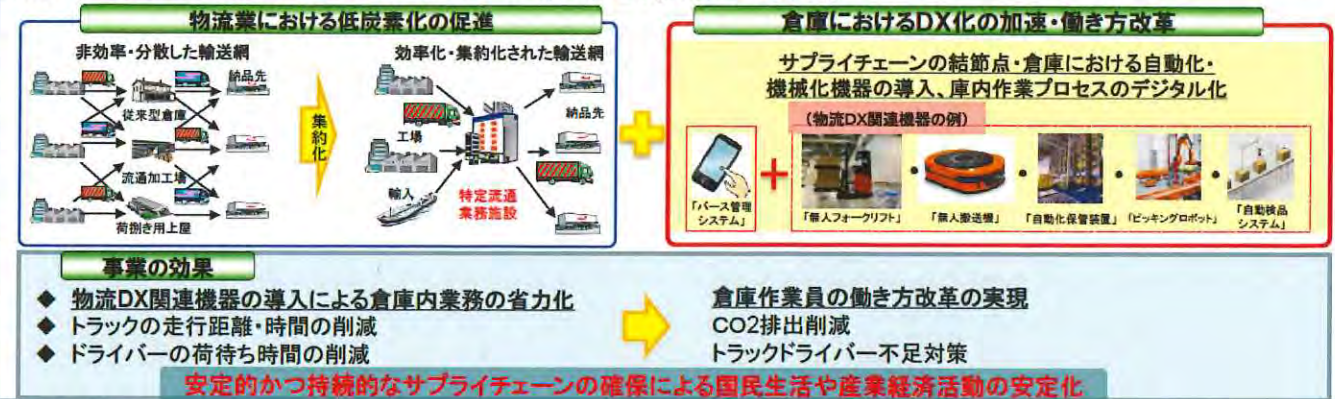 物流業における低炭素化の促進
非効率・分散した輸送網
納品先
従来型倉庫
流通加工場
荷捌き用上屋
集約化
効率化・集約化された輸送網
納品先
工場
輸入
特定流通
業務施設
倉庫におけるDX化の加速・働き方改革
サプライチェーンの結節点・倉庫における自動化・
機械化機器の導入、庫内作業プロセスのデジタル化
（物流DX関連機器の例）
「バース管理
システム」
「無人フォークリフト」
「無人搬送機」
「自動化保管装置」
「ピッキングロボット」
「自動検品
システム」
事業の効果
◆ 物流DX関連機器の導入による倉庫内業務の省力化
◆ トラックの走行距離・時間の削減
◆ ドライバーの荷待ち時間の削減
倉庫作業員の働き方改革の実現
CO2排出削減
トラックドライバー不足対策
安定的かつ持続的なサプライチェーンの確保による国民生活や産業経済活動の安定化